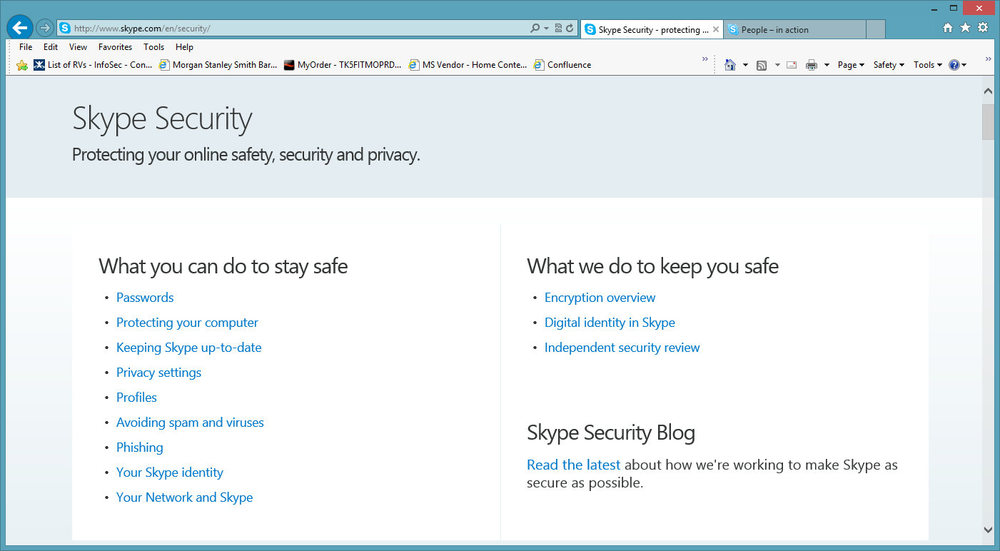 http://www.skype.com/en/security/
Skype Security - protecting ...
People – in action
File Edit View Favorites Tools Help
List of RVs - InfoSec - Con... Morgan Stanley Smith Bar... MyOrder - TK5FITMOPRD... MS Vendor - Home Conte... Confluence
Page Safety Tools
Skype Security
Protecting your online safety, security and privacy.
What you can do to stay safe
• Passwords
• Protecting your computer
• Keeping Skype up-to-date
• Privacy settings
• Profiles
• Avoiding spam and viruses
• Phishing
• Your Skype identity
• Your Network and Skype
What we do to keep you safe
• Encryption overview
• Digital identity in Skype
• Independent security review
Skype Security Blog
Read the latest about how we're working to make Skype as
secure as possible.